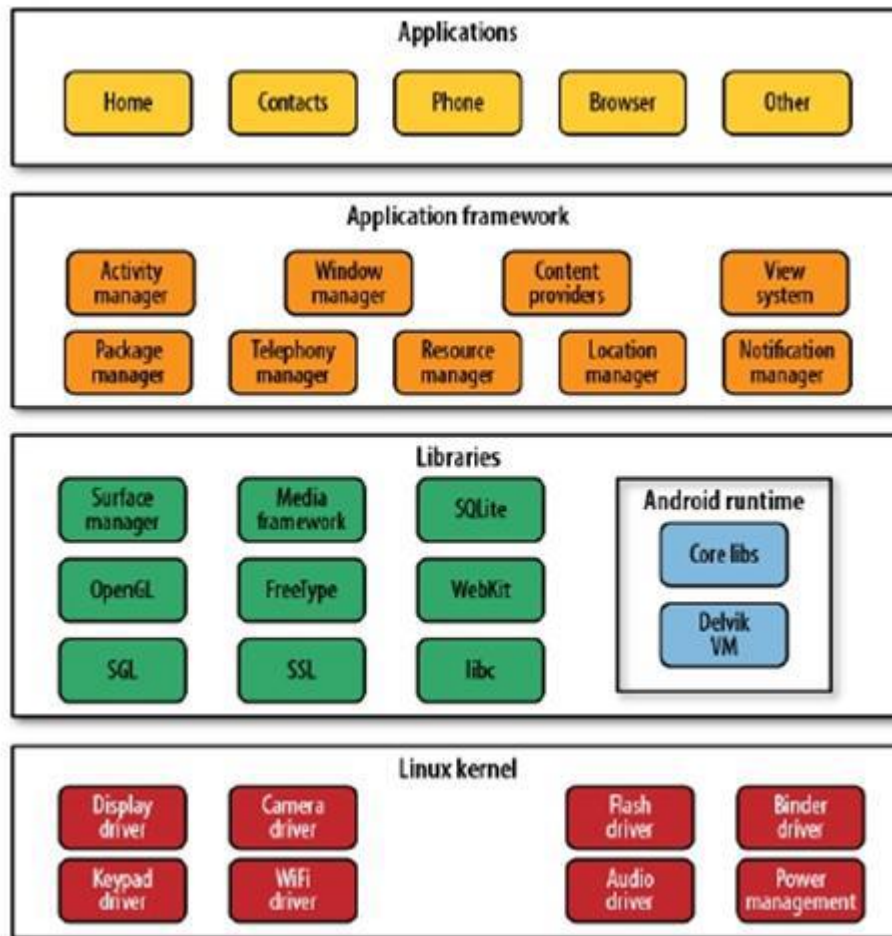 Applications
Home
Contacts
Phone
Browser
Other
Application framework
Activity
manager
Window
manager
Content
providers
View
system
Package
manager
Telephony
manager
Resource
manager
Location
manager
Notification
manager
Libraries
Surface
manager
Media
framework
SQLite
OpenGL
FreeType
WebKit
SGL
SSL
libc
Android runtime
Core libs
Delvik
VM
Linux kernel
Display
driver
Camera
driver
Flash
driver
Binder
driver
Keypad
driver
WiFi
driver
Audio
driver
Power
management